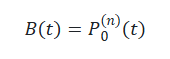 B(t) = P_0^{(n)}(t)